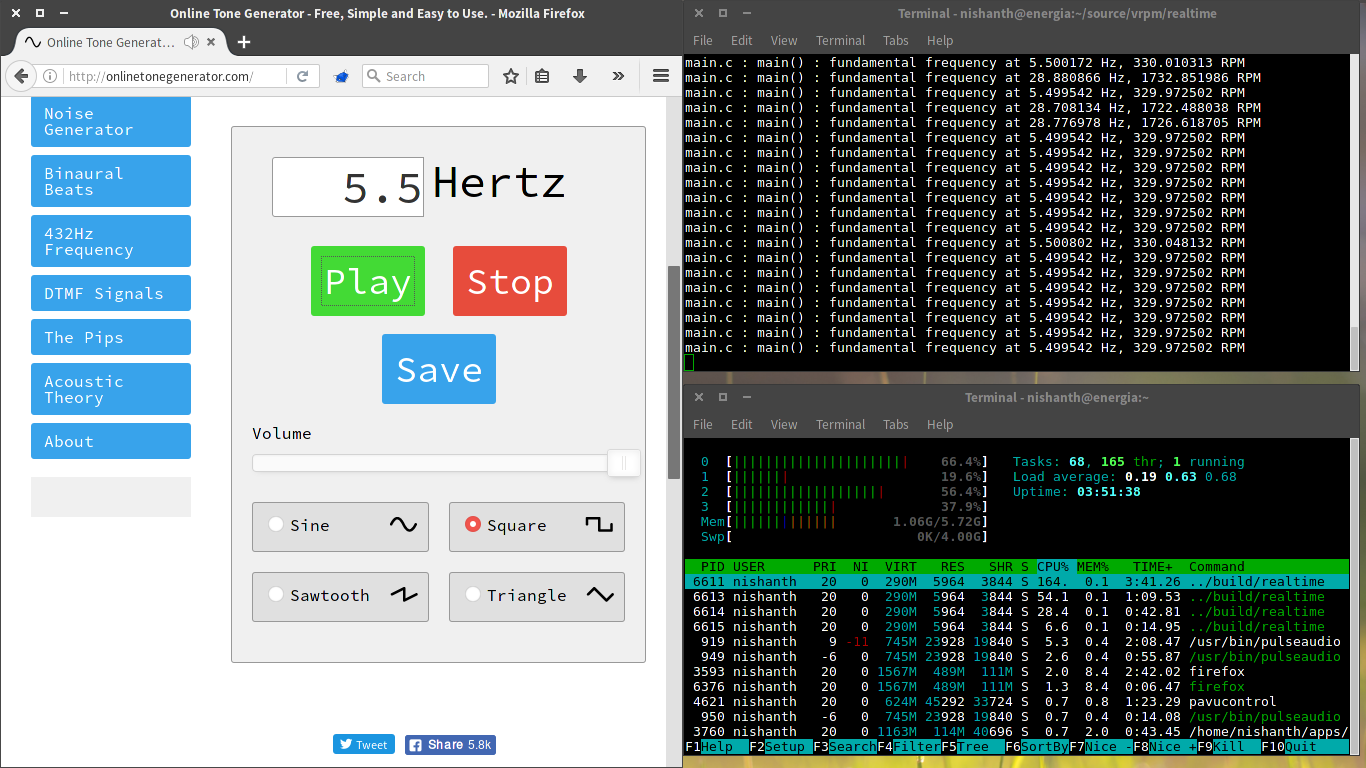 Online Tone Generator - Free, Simple and Easy to Use. - Mozilla Firefox
Online Tone Generat...
http://onlinetonegenerator.com/
Search
Noise
Generator
Binaural
Beats
432Hz
Frequency
DTMF Signals
The Pips
Acoustic
Theory
About
5.5 Hertz
Play
Stop
Save
Volume
Sine
Square
Sawtooth
Triangle
Tweet
Share 5.8k
Terminal - nishanth@energia:~/source/vrpm/realtime
File Edit View Terminal Tabs Help
main.c : main() : fundamental frequency at 5.500172 Hz, 330.010313 RPM
main.c : main() : fundamental frequency at 28.880866 Hz, 1732.851986 RPM
main.c : main() : fundamental frequency at 5.499542 Hz, 329.972502 RPM
main.c : main() : fundamental frequency at 28.708134 Hz, 1722.488038 RPM
main.c : main() : fundamental frequency at 28.776978 Hz, 1726.618705 RPM
main.c : main() : fundamental frequency at 5.499542 Hz, 329.972502 RPM
main.c : main() : fundamental frequency at 5.499542 Hz, 329.972502 RPM
main.c : main() : fundamental frequency at 5.499542 Hz, 329.972502 RPM
main.c : main() : fundamental frequency at 5.499542 Hz, 329.972502 RPM
main.c : main() : fundamental frequency at 5.499542 Hz, 329.972502 RPM
main.c : main() : fundamental frequency at 5.499542 Hz, 329.972502 RPM
main.c : main() : fundamental frequency at 5.499542 Hz, 329.972502 RPM
main.c : main() : fundamental frequency at 5.500802 Hz, 330.048132 RPM
main.c : main() : fundamental frequency at 5.499542 Hz, 329.972502 RPM
main.c : main() : fundamental frequency at 5.499542 Hz, 329.972502 RPM
main.c : main() : fundamental frequency at 5.499542 Hz, 329.972502 RPM
main.c : main() : fundamental frequency at 5.499542 Hz, 329.972502 RPM
main.c : main() : fundamental frequency at 5.499542 Hz, 329.972502 RPM
main.c : main() : fundamental frequency at 5.499542 Hz, 329.972502 RPM
main.c : main() : fundamental frequency at 5.499542 Hz, 329.972502 RPM
Terminal - nishanth@energia:~
File Edit View Terminal Tabs Help
0 [||||||||||||||||||||||| 66.4%] Tasks: 68, 165 thr; 1 running
1 [||||||| 19.6%] Load average: 0.19 0.63 0.68
2 [||||||||||||||||||| 56.4%] Uptime: 03:51:38
3 [||||||||||||| 37.9%]
Mem[||||||||||||| 1.06G/5.72G]
Swp[ 0K/4.00G]
PID USER PRI NI VIRT RES SHR S CPU% MEM% TIME+ Command
6611 nishanth 20 0 290M 5964 3844 S 164. 0.1 3:41.26 ../build/realtime
6613 nishanth 20 0 290M 5964 3844 S 54.1 0.1 1:09.53 ../build/realtime
6614 nishanth 20 0 290M 5964 3844 S 28.4 0.1 0:42.81 ../build/realtime
6615 nishanth 20 0 290M 5964 3844 S 6.6 0.1 0:14.95 ../build/realtime
919 nishanth 9 -11 745M 23928 19840 S 5.3 0.4 2:08.47 /usr/bin/pulseaudio
949 nishanth -6 0 745M 23928 19840 S 2.6 0.4 0:55.87 /usr/bin/pulseaudio
3593 nishanth 20 0 1567M 489M 111M S 2.0 8.4 2:42.02 firefox
6376 nishanth 20 0 1567M 489M 111M S 1.3 8.4 0:06.47 firefox
4621 nishanth 20 0 624M 45292 33724 S 0.7 0.8 1:23.29 pavucontrol
950 nishanth -6 0 745M 23928 19840 S 0.7 0.4 0:14.08 /usr/bin/pulseaudio
3760 nishanth 20 0 1163M 114M 40696 S 0.7 2.0 0:43.45 /home/nishanth/apps/
F1Help F2Setup F3SearchF4FilterF5Tree F6SortByF7Nice -F8Nice +F9Kill F10Quit